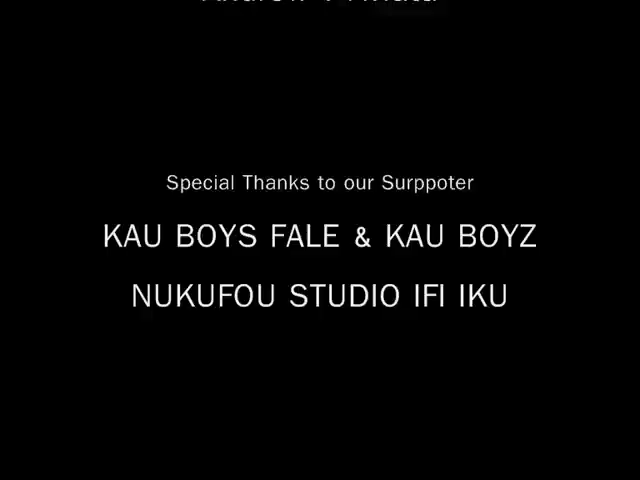 Special Thanks to our Surppoter
KAU BOYS FALE & KAU BOYZ
NUKUFOU STUDIO IFI IKU